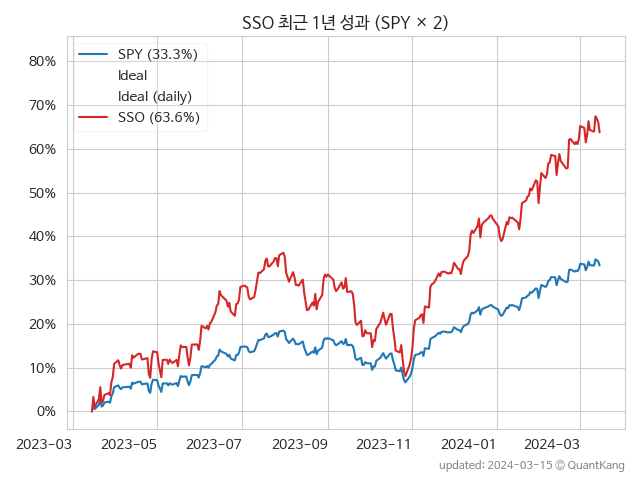 SSO 최근 1년 성과 (SPY × 2)
SPY (33.3%)
Ideal
Ideal (daily)
SSO (63.6%)
80%
70%
60%
50%
40%
30%
20%
10%
0%
2023-03 2023-05 2023-07 2023-09 2023-11 2024-01 2024-03
updated: 2024-03-15 © QuantKang